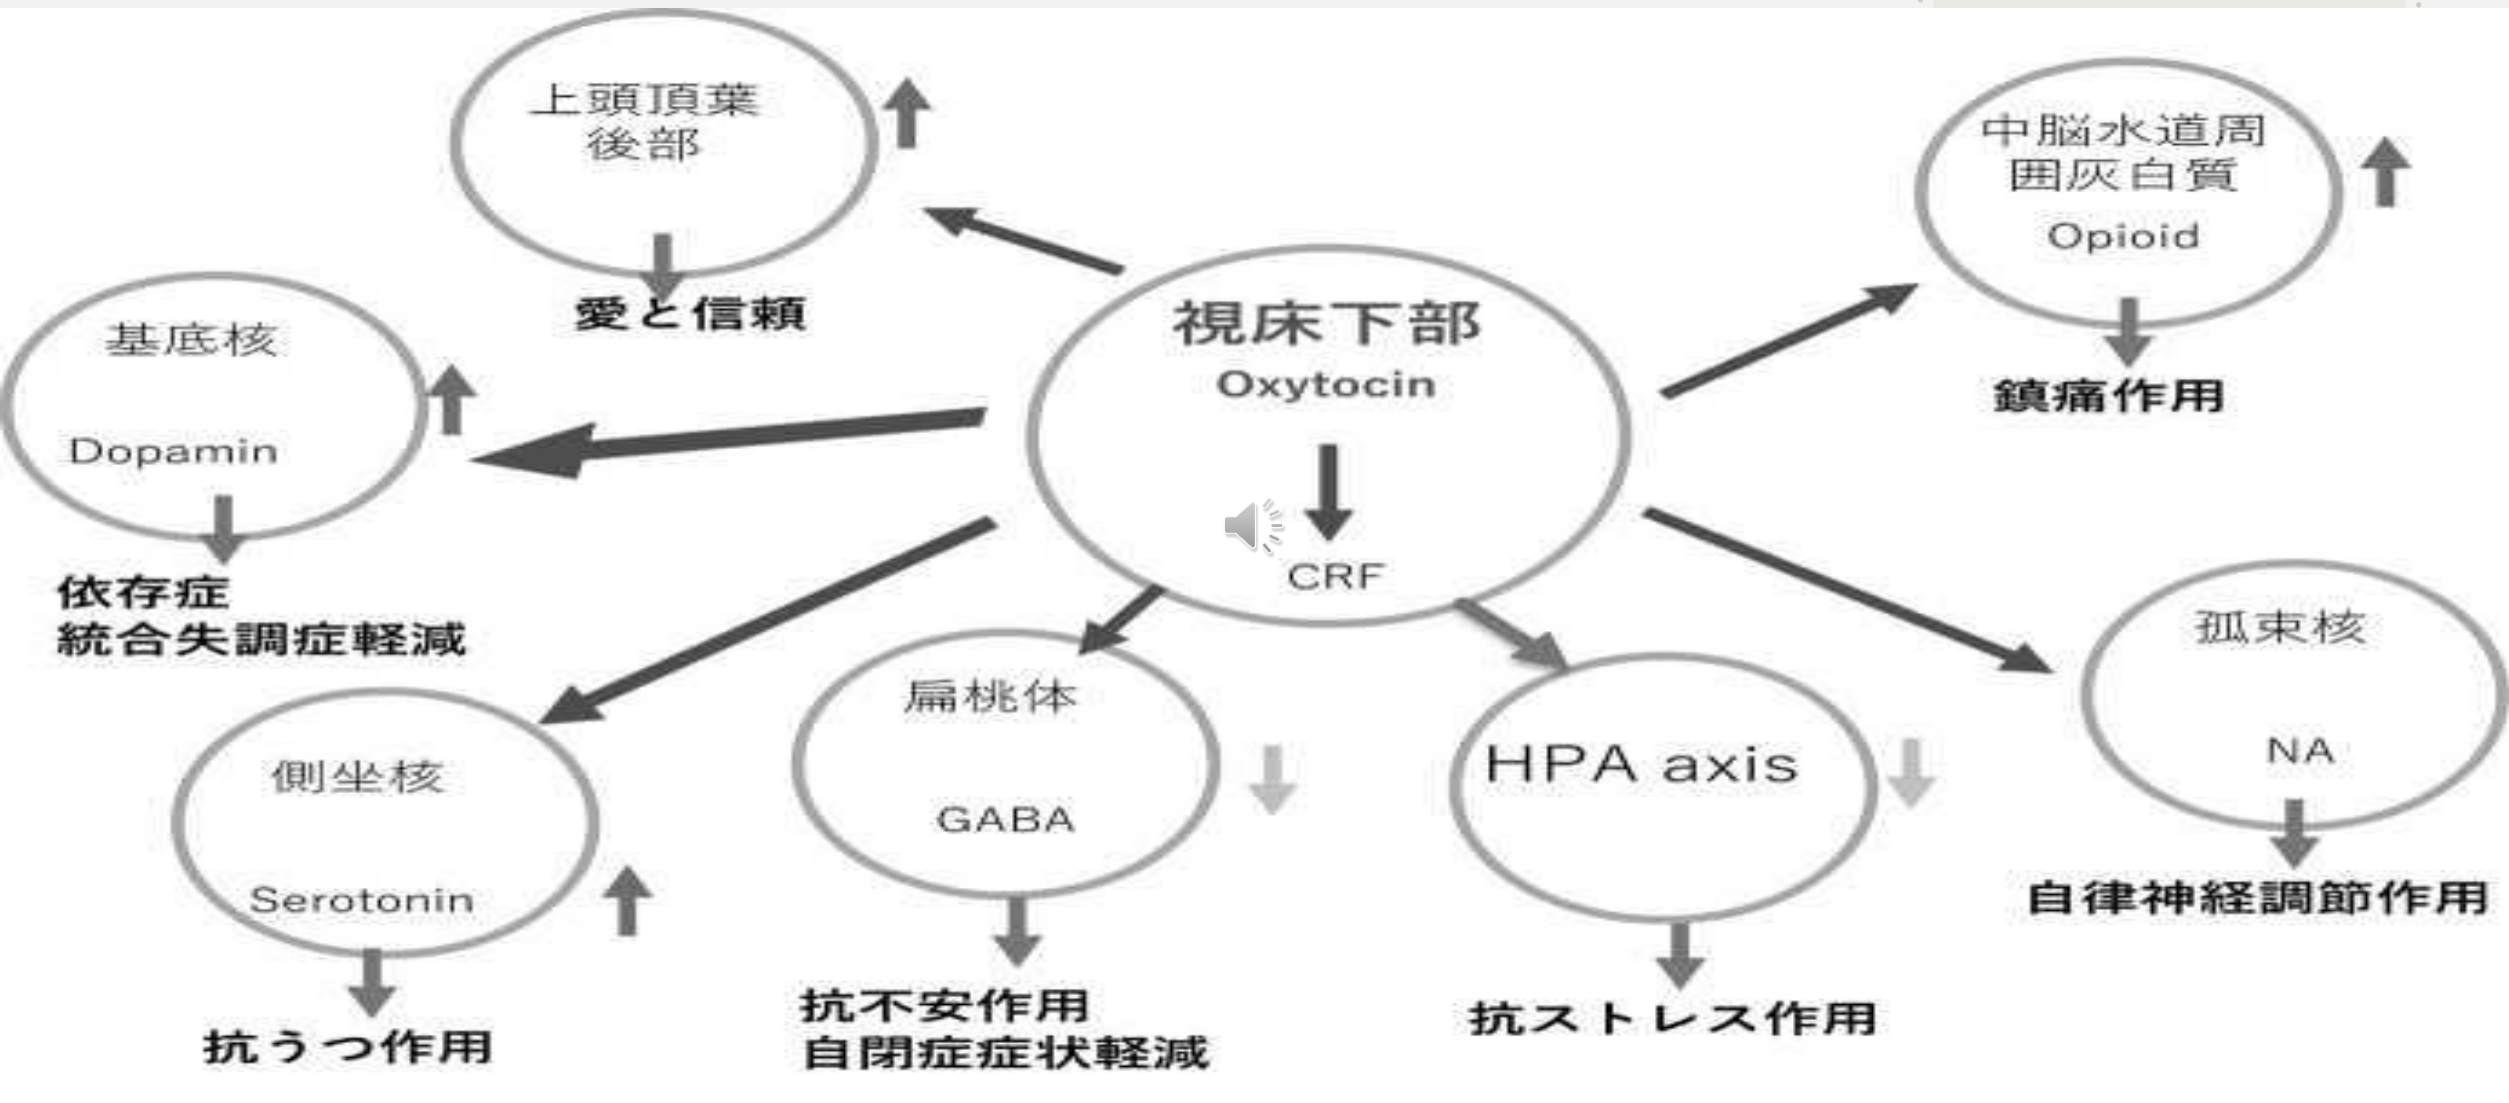 上頭頂葉
後部
愛と信頼
中脳水道周
囲灰白質
Opioid
鎮痛作用
基底核
Dopamin
依存症
統合失調症軽減
視床下部
Oxytocin
CRF
側坐核
Serotonin
抗うつ作用
扁桃体
GABA
抗不安作用
自閉症症状軽減
HPA axis
抗ストレス作用
孤束核
NA
自律神経調節作用